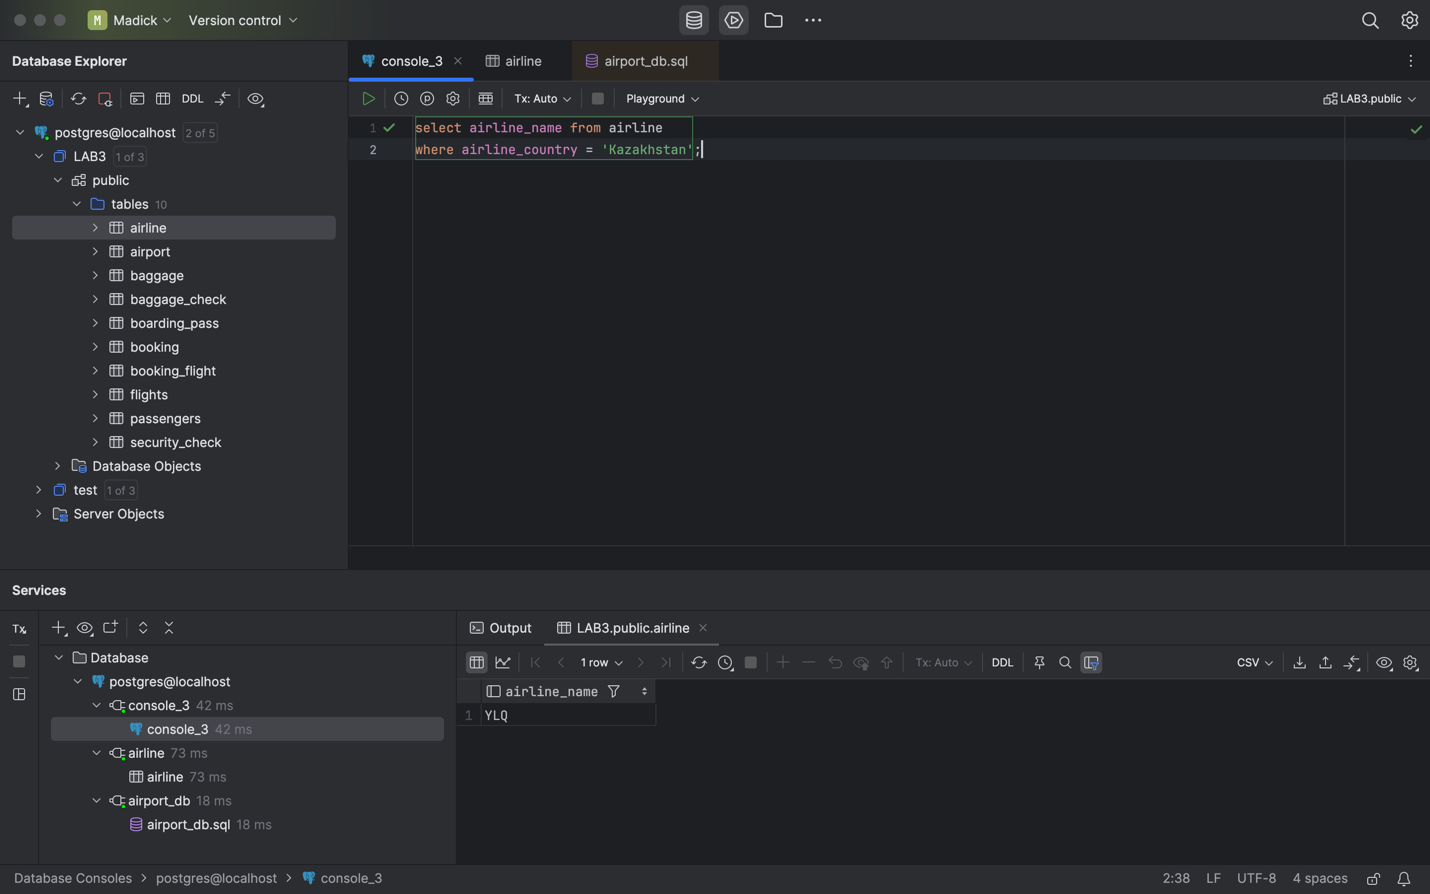 M Madick Version control
Database Explorer
console_3 airline airport_db.sql
DDL
Tx: Auto Playground LAB3.public
postgres@localhost 2 of 5
LAB3 1 of 3
public
tables 10
airline
airport
baggage
baggage_check
boarding_pass
booking
booking_flight
flights
passengers
security_check
Database Objects
test 1 of 3
Server Objects
1 select airline_name from airline
2 where airline_country = 'Kazakhstan';
Services
Tx
Database
postgres@localhost
console_3 42 ms
console_3 42 ms
airline 73 ms
airline 73 ms
airport_db 18 ms
airport_db.sql 18 ms
Output LAB3.public.airline
1 row Tx: Auto DDL CSV
airline_name
1 YLQ
Database Consoles > postgres@localhost > console_3
2:38 LF UTF-8 4 spaces